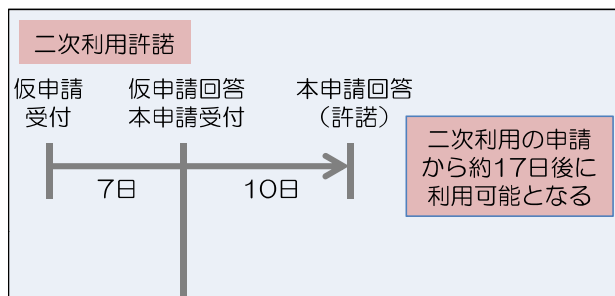 二次利用許諾
仮申請
受付
仮申請回答
本申請受付
本申請回答
（許諾）
7日
10日
二次利用の申請
から約17日後に
利用可能となる